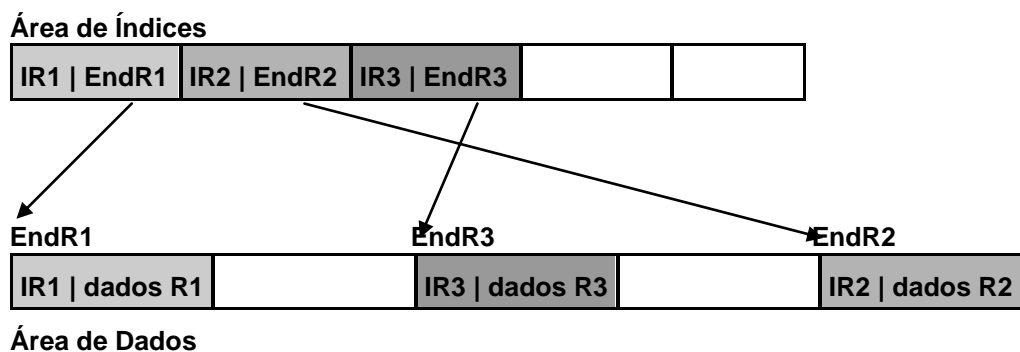 Área de Índices
IR1 | EndR1 IR2 | EndR2 IR3 | EndR3
EndR1 EndR3 EndR2
IR1 | dados R1 IR3 | dados R3 IR2 | dados R2
Área de Dados